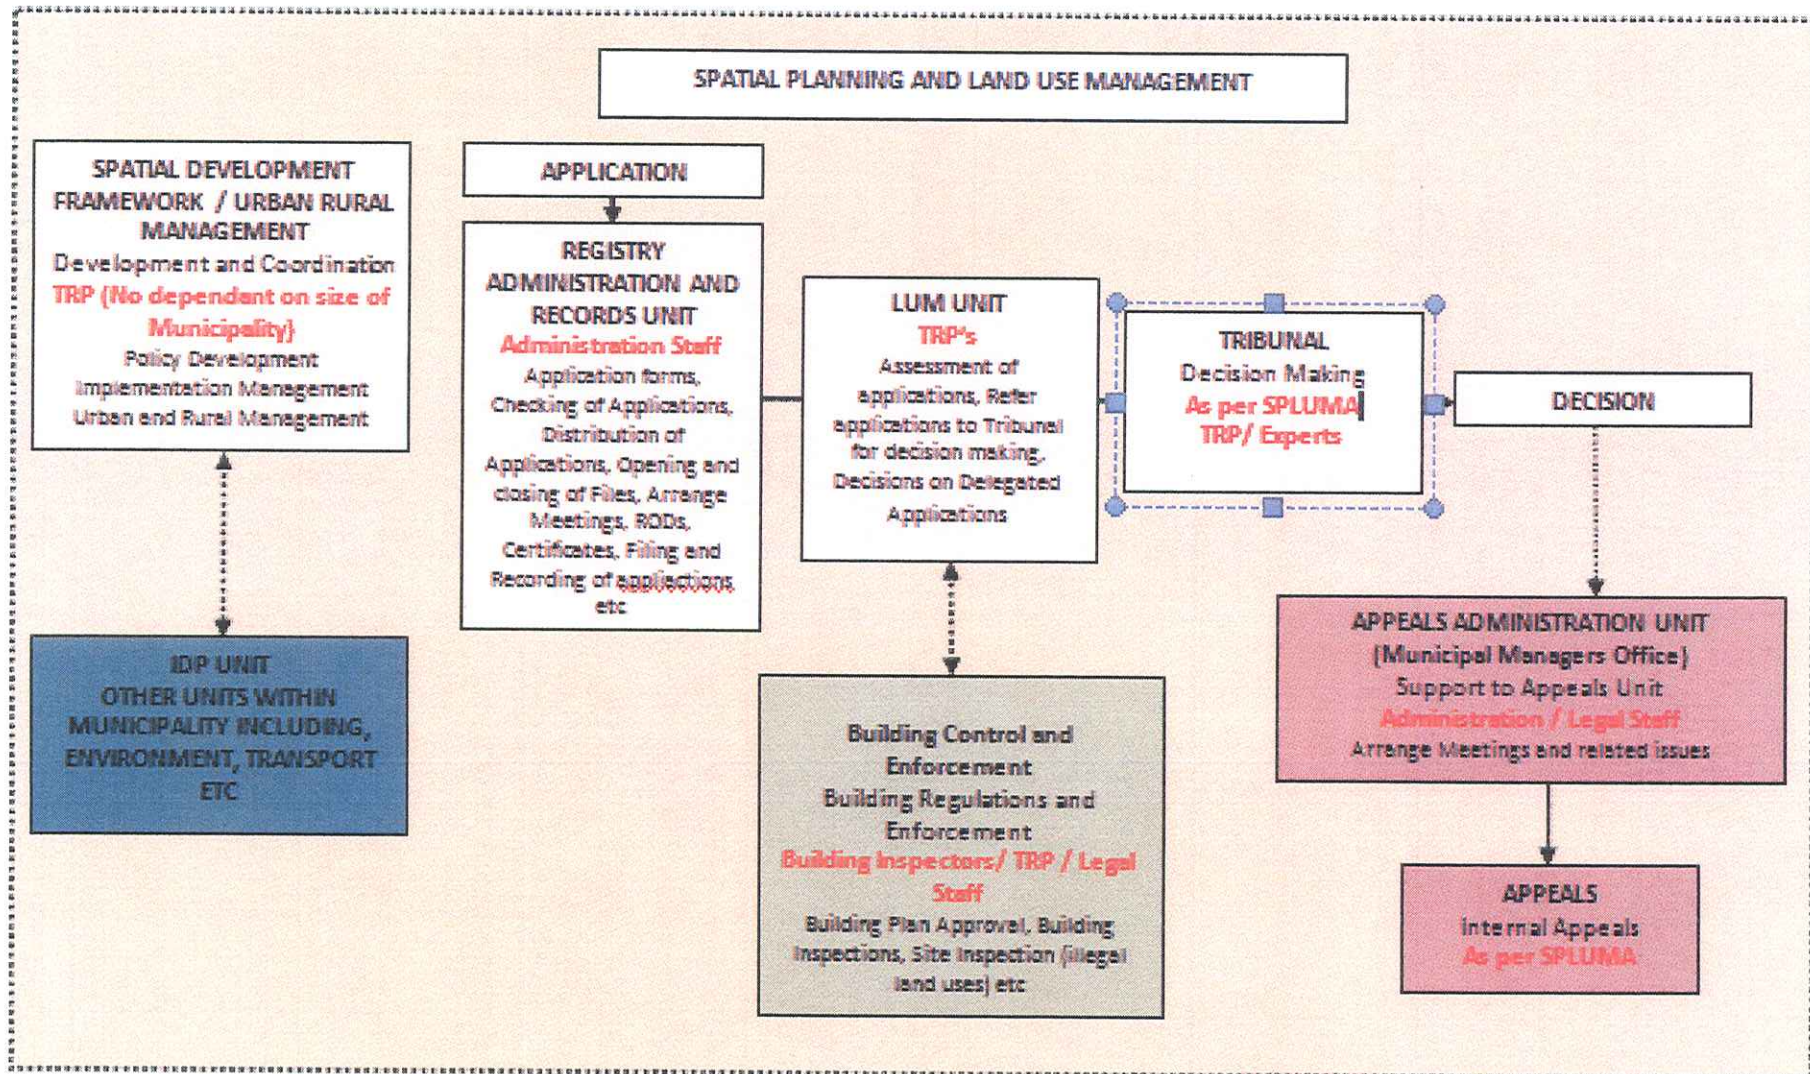 SPATIAL PLANNING AND LAND USE MANAGEMENT
SPATIAL DEVELOPMENT
FRAMEWORK / URBAN RURAL
MANAGEMENT
Development and Coordination
TRP (No dependant on size of
Municipality)
Policy Development
Implementation Management
Urban and Rural Management
IDP UNIT
OTHER UNITS WITHIN
MUNICIPALITY INCLUDING,
ENVIRONMENT, TRANSPORT
ETC
APPLICATION
REGISTRY
ADMINISTRATION AND
RECORDS UNIT
Administration Staff
Application forms,
Checking of Applications,
Distribution of
Applications, Opening and
closing of Files, Arrange
Meetings, RODs,
Certificates, Filing and
Recording of appliactions
etc
LUM UNIT
TRP's
Assessment of
applications, Refer
applications to Tribunal
for decision making,
Decisions on Delegated
Applications
Building Control and
Enforcement
Building Regulations and
Enforcement
Building Inspectors/ TRP / Legal
Staff
Building Plan Approval, Building
Inspections, Site Inspection (illegal
land uses) etc
TRIBUNAL
Decision Making
As per SPLUMA
TRP/ Experts
DECISION
APPEALS ADMINISTRATION UNIT
(Municipal Managers Office)
Support to Appeals Unit
Administration / Legal Staff
Arrange Meetings and related issues
APPEALS
Internal Appeals
As per SPLUMA